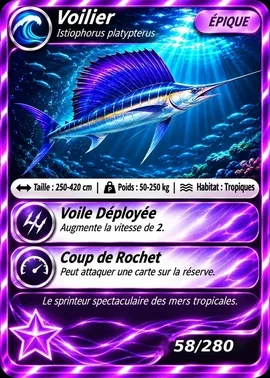 Voilier
ÉPIQUE
Istiophorus platypterus
Taille : 250-420 cm | Poids : 50-250 kg | Habitat : Tropiques
Voile Déployée
Augmente la vitesse de 2.
Coup de Rochet
Peut attaquer une carte sur la réserve.
Le sprinteur spectaculaire des mers tropicales.
58/280